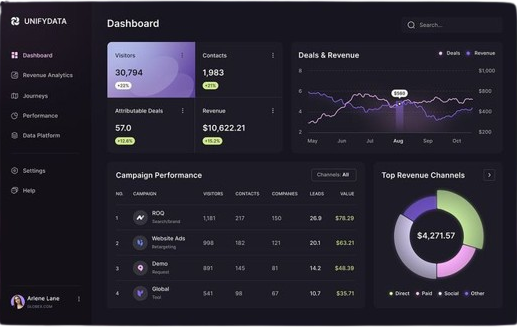 UNIFYDATA
Dashboard
Revenue Analytics
Journeys
Performance
Data Platform
Settings
Help
Arlene Lane
GLOBEX.COM
Dashboard
Search...
Visitors
30,794
+22%
Contacts
1,983
+21%
Attributable Deals
57.0
+12.8%
Revenue
$10,622.21
+15.2%
Deals & Revenue
Deals Revenue
8 $1,000
6 $800
4 $400
2 $200
$580
May Jun Jul Aug Sep Oct
Campaign Performance
Channels: All
NO. CAMPAIGN VISITORS CONTACTS COMPANIES LEADS VALUE
1 ROQ 1,181 217 150 26.9 $78.29
Search/brand
2 Website Ads 998 182 121 20.1 $63.21
Retargeting
3 Demo 891 145 81 14.2 $48.39
Request
4 Global 541 98 67 10.7 $35.71
Tool
Top Revenue Channels
$4,271.57
Direct Paid Social Other